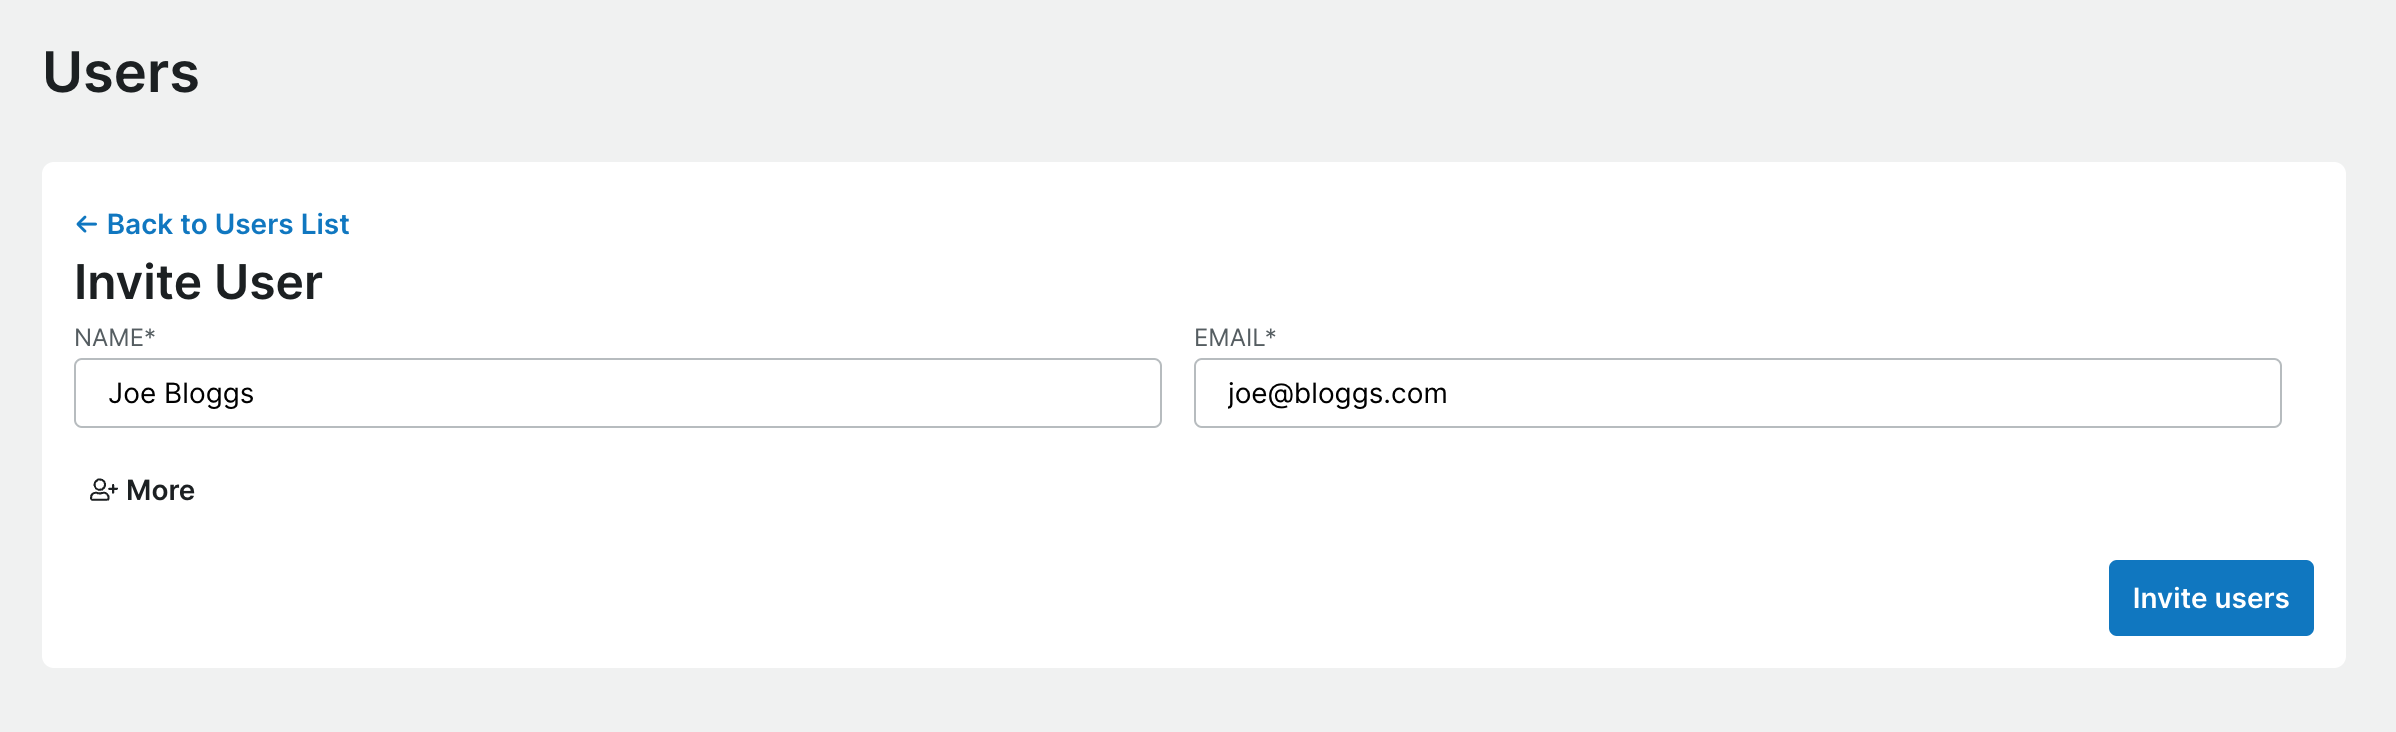 Users
← Back to Users List
Invite User
NAME* EMAIL*
Joe Bloggs joe@bloggs.com
More
Invite users